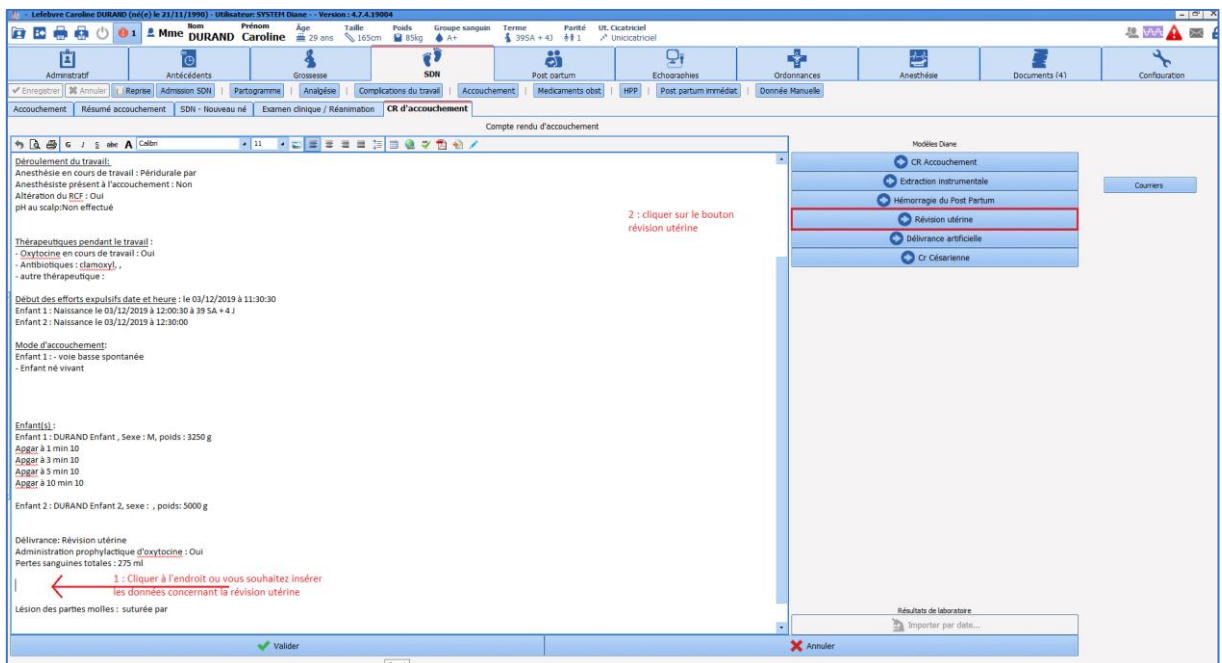 - Lefebvre Caroline DURAND (né(e) le 21/11/1990) - Utilisateur: SYSTEM Diane - - Version : 4.7.4.19004
1 Mme Nom DURAND Prénom Caroline Âge 29 ans Taille 165cm Poids 85kg Groupe sanguin A+ Terme 39SA + 4J Parité 1 Ut. Cicatriciel Unicicatriciel
Administratif Antécédents Grossesse SDN Post partum Echographies Ordonnances Anesthésie Documents (4) Configuration
Enregistrer Annuler Reprise Admission SDN Partogramme Analgésie Complications du travail Accouchement Medicaments obst HPP Post partum immédiat Donnée Manuelle
Accouchement Résumé accouchement SDN - Nouveau né Examen clinique / Réanimation CR d'accouchement
Compte rendu d'accouchement
G I S abc A Calibri 11
Déroulement du travail:
Anesthésie en cours de travail : Péridurale par
Anesthésiste présent à l'accouchement : Non
Altération du RCF : Oui
pH au scalp:Non effectué
Thérapeutiques pendant le travail :
- Oxytocine en cours de travail : Oui
- Antibiotiques : clamoxyl, ,
- autre thérapeutique :
Début des efforts expulsifs date et heure : le 03/12/2019 à 11:30:30
Enfant 1 : Naissance le 03/12/2019 à 12:00:30 à 39 SA + 4 J
Enfant 2 : Naissance le 03/12/2019 à 12:30:00
Mode d'accouchement:
Enfant 1 : - voie basse spontanée
- Enfant né vivant
Enfant(s) :
Enfant 1 : DURAND Enfant , Sexe : M, poids : 3250 g
Apgar à 1 min 10
Apgar à 3 min 10
Apgar à 5 min 10
Apgar à 10 min 10
Enfant 2 : DURAND Enfant 2, sexe : , poids: 5000 g
Délivrance: Révision utérine
Administration prophylactique d'oxytocine : Oui
Pertes sanguines totales : 275 ml
1 : Cliquer à l'endroit ou vous souhaitez insérer
les données concernant la révision utérine
Lésion des parties molles : suturée par
2 : cliquer sur le bouton
révision utérine
Modèles Diane
CR Accouchement
Extraction instrumentale
Hémorragie du Post Partum
Révision utérine
Délivrance artificielle
Cr Césarienne
Courriers
Résultats de laboratoire
Importer par date...
Valider Annuler